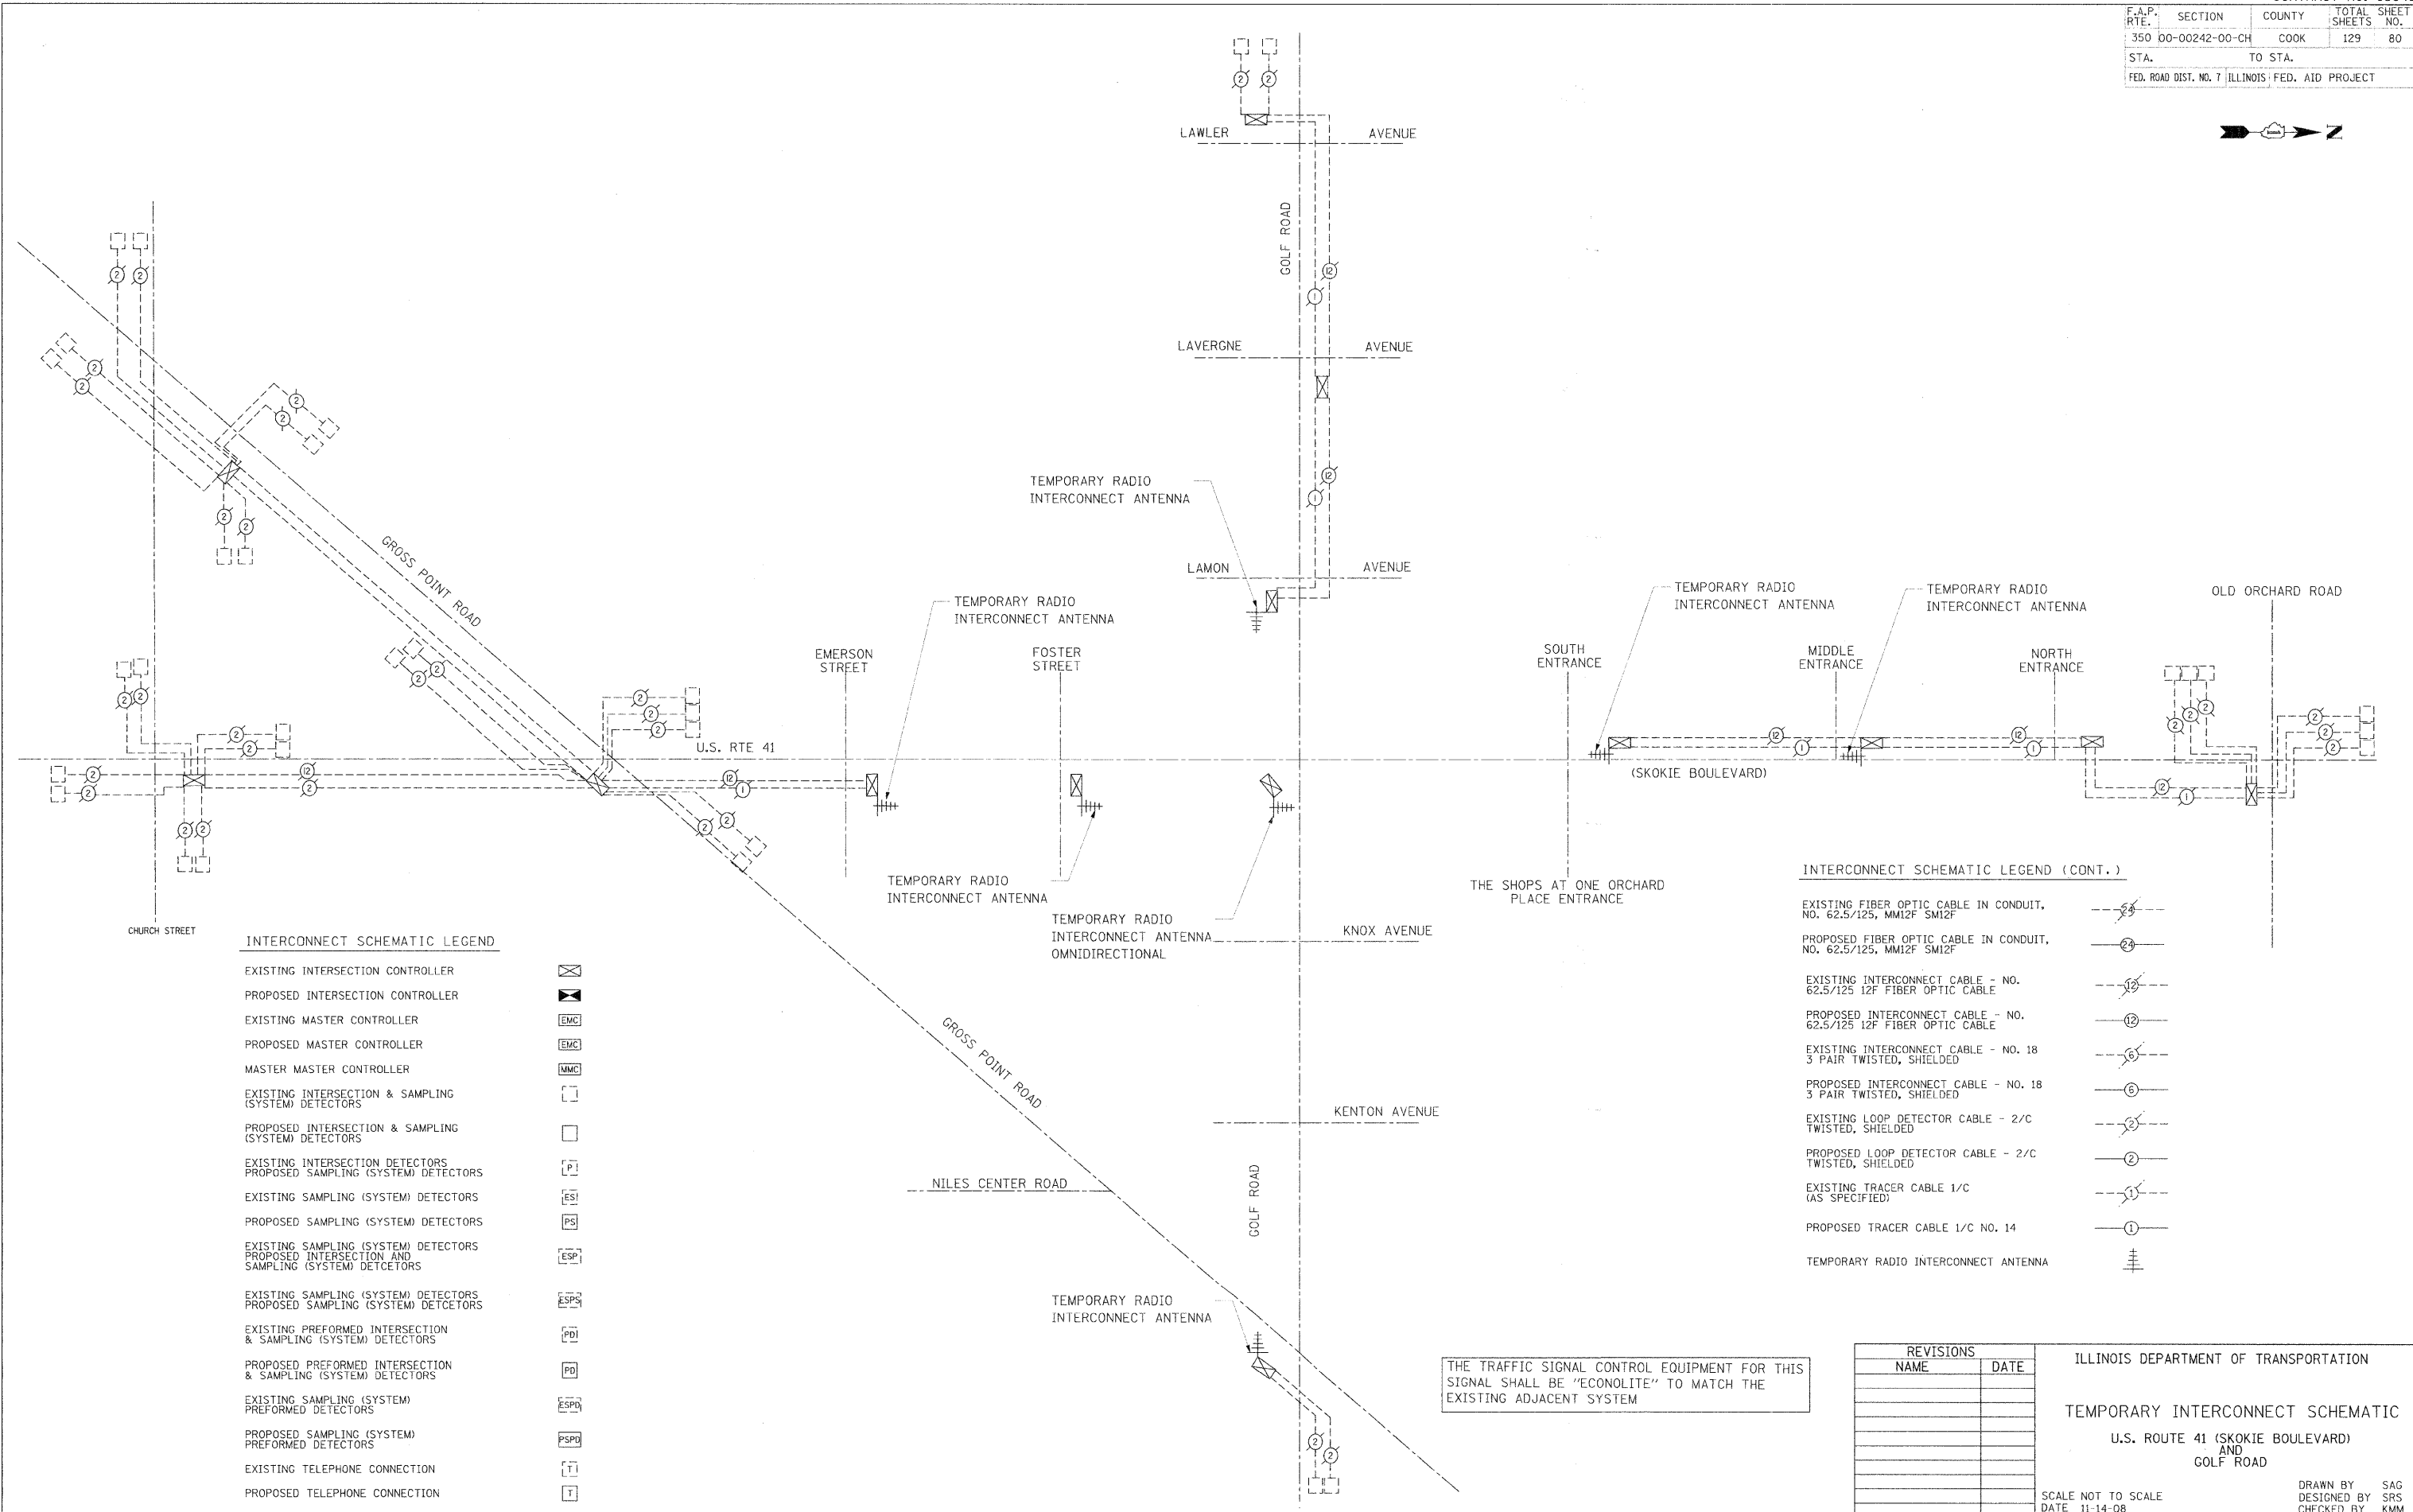 F.A.P. RTE. SECTION COUNTY TOTAL SHEETS SHEET NO.
350 00-00242-00-CH COOK 129 80
STA. TO STA.
FED. ROAD DIST. NO. 7 ILLINOIS FED. AID PROJECT
LAWLER AVENUE
GOLF ROAD
LAVERGNE AVENUE
TEMPORARY RADIO
INTERCONNECT ANTENNA
LAMON AVENUE
GROSS POINT ROAD
TEMPORARY RADIO
INTERCONNECT ANTENNA
TEMPORARY RADIO
INTERCONNECT ANTENNA
TEMPORARY RADIO
INTERCONNECT ANTENNA
OLD ORCHARD ROAD
EMERSON
STREET
FOSTER
STREET
SOUTH
ENTRANCE
MIDDLE
ENTRANCE
NORTH
ENTRANCE
U.S. RTE 41
(SKOKIE BOULEVARD)
TEMPORARY RADIO
INTERCONNECT ANTENNA
TEMPORARY RADIO
INTERCONNECT ANTENNA
OMNIDIRECTIONAL
THE SHOPS AT ONE ORCHARD
PLACE ENTRANCE
CHURCH STREET
KNOX AVENUE
GROSS POINT ROAD
KENTON AVENUE
NILES CENTER ROAD
GOLF ROAD
TEMPORARY RADIO
INTERCONNECT ANTENNA
INTERCONNECT SCHEMATIC LEGEND
EXISTING INTERSECTION CONTROLLER
PROPOSED INTERSECTION CONTROLLER
EXISTING MASTER CONTROLLER EMC
PROPOSED MASTER CONTROLLER EMC
MASTER MASTER CONTROLLER MMC
EXISTING INTERSECTION & SAMPLING
(SYSTEM) DETECTORS
PROPOSED INTERSECTION & SAMPLING
(SYSTEM) DETECTORS
EXISTING INTERSECTION DETECTORS
PROPOSED SAMPLING (SYSTEM) DETECTORS P
EXISTING SAMPLING (SYSTEM) DETECTORS ES
PROPOSED SAMPLING (SYSTEM) DETECTORS PS
EXISTING SAMPLING (SYSTEM) DETECTORS
PROPOSED INTERSECTION AND
SAMPLING (SYSTEM) DETCETORS ESP
EXISTING SAMPLING (SYSTEM) DETECTORS
PROPOSED SAMPLING (SYSTEM) DETCETORS ESPS
EXISTING PREFORMED INTERSECTION
& SAMPLING (SYSTEM) DETECTORS PD
PROPOSED PREFORMED INTERSECTION
& SAMPLING (SYSTEM) DETECTORS PD
EXISTING SAMPLING (SYSTEM)
PREFORMED DETECTORS ESPD
PROPOSED SAMPLING (SYSTEM)
PREFORMED DETECTORS PSPD
EXISTING TELEPHONE CONNECTION T
PROPOSED TELEPHONE CONNECTION T
INTERCONNECT SCHEMATIC LEGEND (CONT.)
EXISTING FIBER OPTIC CABLE IN CONDUIT,
NO. 62.5/125, MM12F SM12F 24
PROPOSED FIBER OPTIC CABLE IN CONDUIT,
NO. 62.5/125, MM12F SM12F 24
EXISTING INTERCONNECT CABLE - NO.
62.5/125 12F FIBER OPTIC CABLE 12
PROPOSED INTERCONNECT CABLE - NO.
62.5/125 12F FIBER OPTIC CABLE 12
EXISTING INTERCONNECT CABLE - NO. 18
3 PAIR TWISTED, SHIELDED 6
PROPOSED INTERCONNECT CABLE - NO. 18
3 PAIR TWISTED, SHIELDED 6
EXISTING LOOP DETECTOR CABLE - 2/C
TWISTED, SHIELDED 2
PROPOSED LOOP DETECTOR CABLE - 2/C
TWISTED, SHIELDED 2
EXISTING TRACER CABLE 1/C
(AS SPECIFIED) 1
PROPOSED TRACER CABLE 1/C NO. 14 1
TEMPORARY RADIO INTERCONNECT ANTENNA
THE TRAFFIC SIGNAL CONTROL EQUIPMENT FOR THIS
SIGNAL SHALL BE "ECONOLITE" TO MATCH THE
EXISTING ADJACENT SYSTEM
REVISIONS
NAME DATE
ILLINOIS DEPARTMENT OF TRANSPORTATION
TEMPORARY INTERCONNECT SCHEMATIC
U.S. ROUTE 41 (SKOKIE BOULEVARD)
AND
GOLF ROAD
SCALE NOT TO SCALE
DATE 11-14-08
DRAWN BY SAG
DESIGNED BY SRS
CHECKED BY KMM